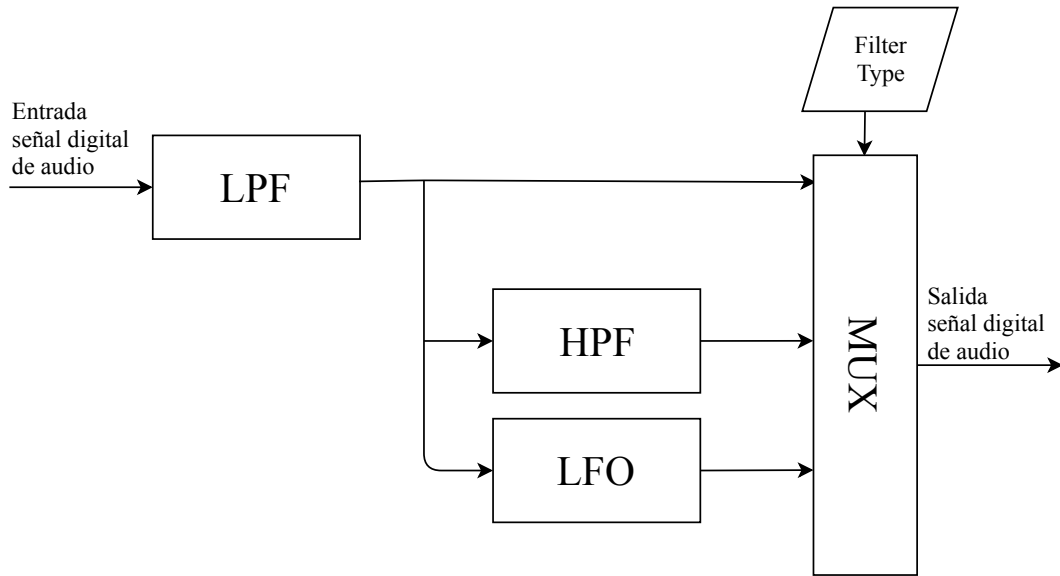 Filter
Type
Entrada
señal digital
de audio
LPF
HPF
LFO
MUX
Salida
señal digital
de audio